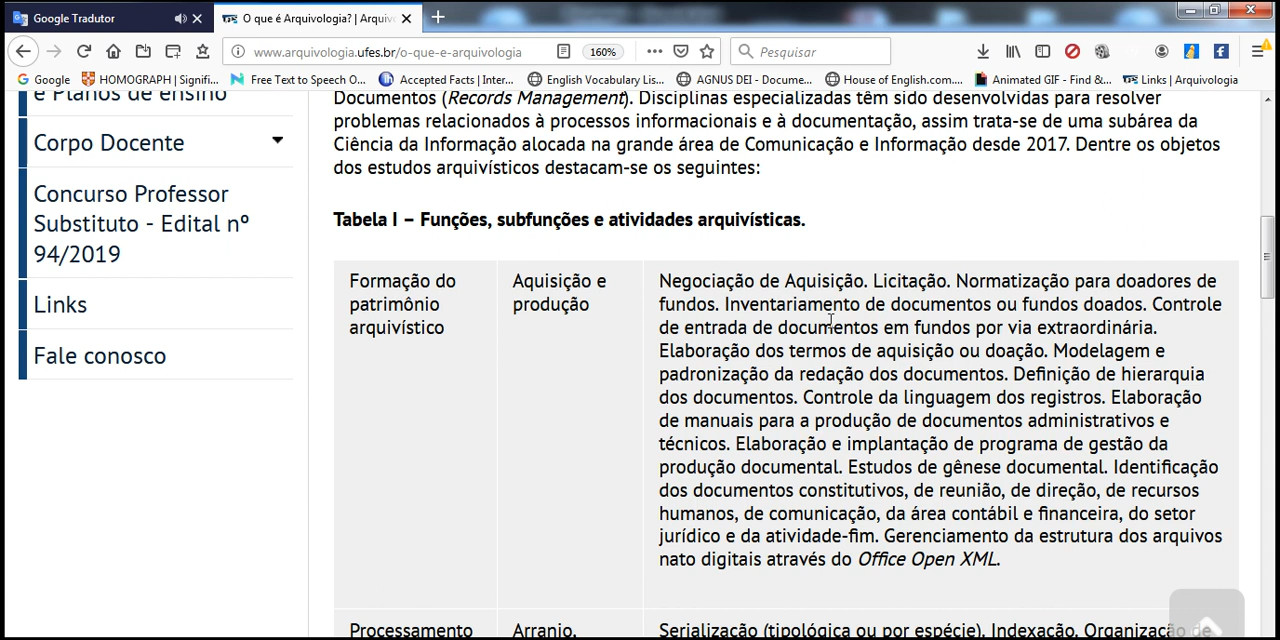 Google Tradutor
O que é Arquivologia? | Arquivo
www.arquivologia.ufes.br/o-que-e-arquivologia
160%
Pesquisar
Google
HOMOGRAPH | Signifi...
Free Text to Speech O...
Accepted Facts | Inter...
English Vocabulary Lis...
AGNUS DEI - Docume...
House of English.com....
Animated GIF - Find &...
Links | Arquivologia
e Planos de ensino
Corpo Docente
Concurso Professor
Substituto - Edital nº
94/2019
Links
Fale conosco
Documentos (Records Management). Disciplinas especializadas têm sido desenvolvidas para resolver
problemas relacionados à processos informacionais e à documentação, assim trata-se de uma subárea da
Ciência da Informação alocada na grande área de Comunicação e Informação desde 2017. Dentre os objetos
dos estudos arquivísticos destacam-se os seguintes:
Tabela I – Funções, subfunções e atividades arquivísticas.
Formação do
patrimônio
arquivístico
Aquisição e
produção
Negociação de Aquisição. Licitação. Normatização para doadores de
fundos. Inventariamento de documentos ou fundos doados. Controle
de entrada de documentos em fundos por via extraordinária.
Elaboração dos termos de aquisição ou doação. Modelagem e
padronização da redação dos documentos. Definição de hierarquia
dos documentos. Controle da linguagem dos registros. Elaboração
de manuais para a produção de documentos administrativos e
técnicos. Elaboração e implantação de programa de gestão da
produção documental. Estudos de gênese documental. Identificação
dos documentos constitutivos, de reunião, de direção, de recursos
humanos, de comunicação, da área contábil e financeira, do setor
jurídico e da atividade-fim. Gerenciamento da estrutura dos arquivos
nato digitais através do Office Open XML.
Processamento
Arranjo,
Serialização (tipológica ou por espécie). Indexação. Organização de